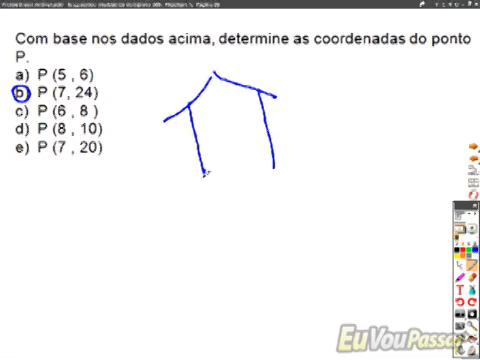 Com base nos dados acima, determine as coordenadas do ponto
P.
a) P (5 , 6)
b) P (7, 24)
c) P (6 , 8 )
d) P (8 , 10)
e) P (7 , 20)
EuVouPassar